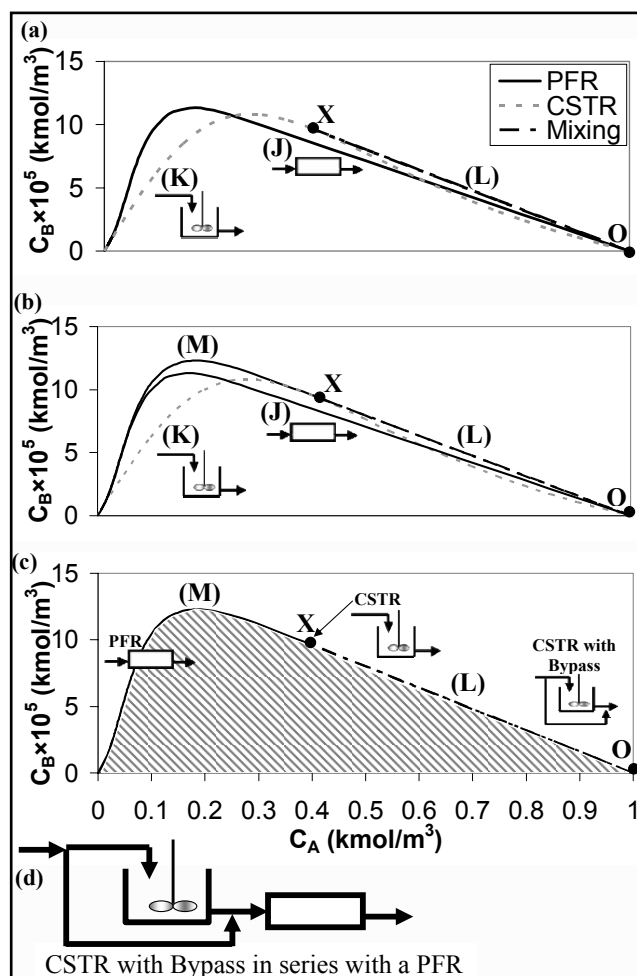 (a)
C_B×10^5 (kmol/m^3)
15
10
5
0
PFR
CSTR
Mixing
X
(J)
(L)
(K)
O
(b)
C_B×10^5 (kmol/m^3)
15
10
5
0
(M)
X
(J)
(K)
(L)
O
(c)
C_B×10^5 (kmol/m^3)
15
10
5
0
(M)
CSTR
X
PFR
CSTR with
Bypass
(L)
O
0 0.1 0.2 0.3 0.4 0.5 0.6 0.7 0.8 0.9 1
C_A (kmol/m^3)
(d)
CSTR with Bypass in series with a PFR